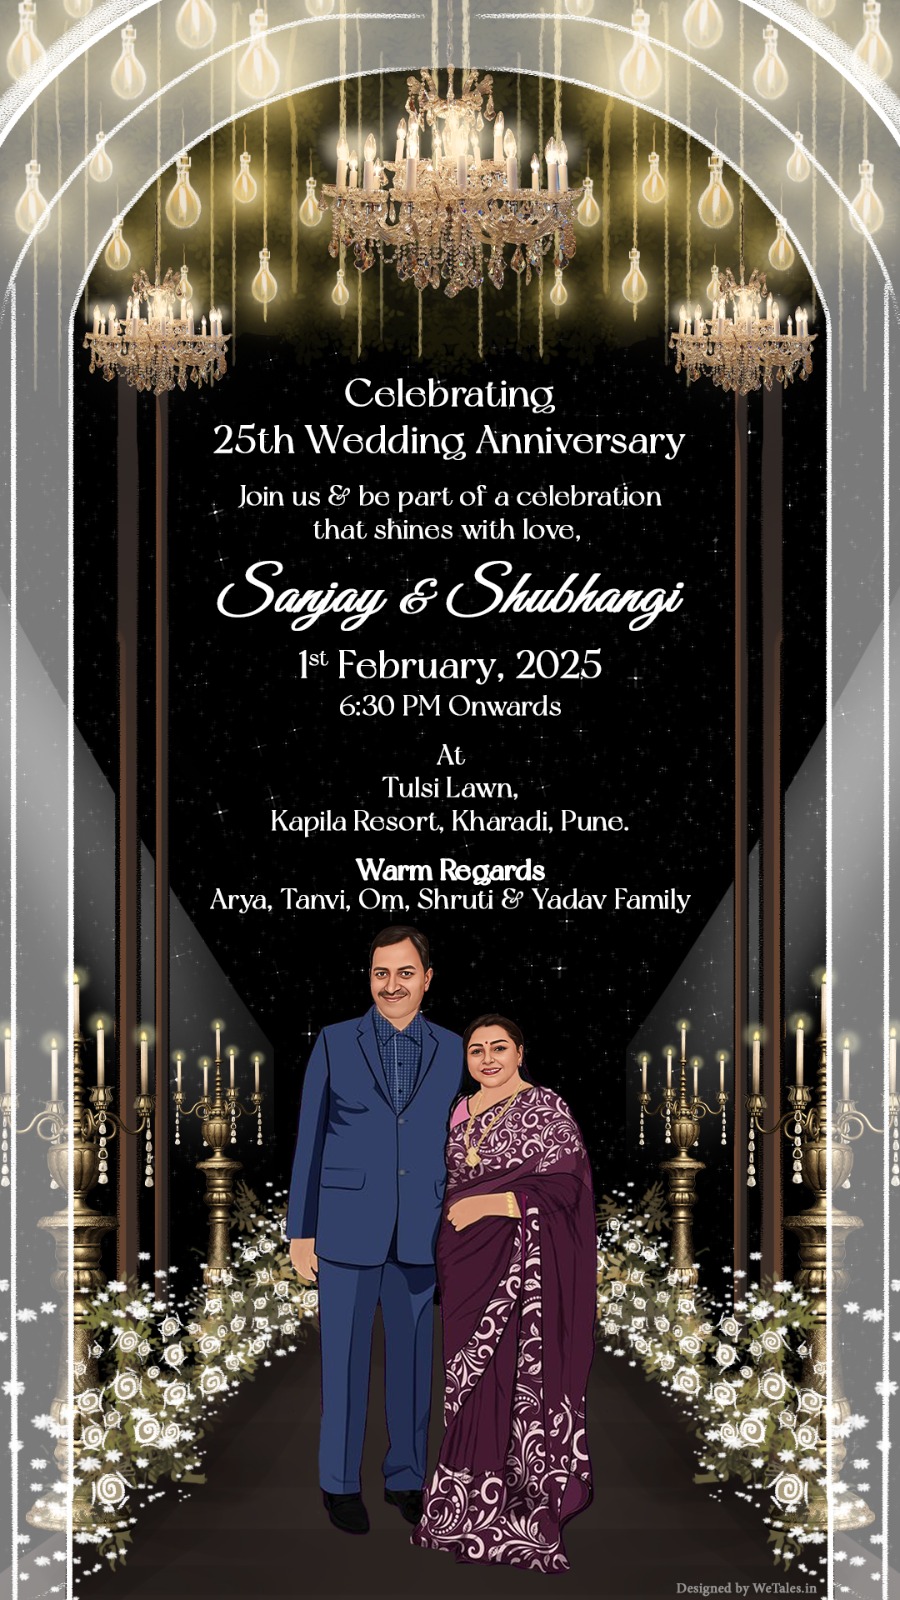 Celebrating
25th Wedding Anniversary
Join us & be part of a celebration
that shines with love,
Sanjay & Shubhangi
1st February, 2025
6:30 PM Onwards
At
Tulsi Lawn,
Kapila Resort, Kharadi, Pune.
Warm Regards
Arya, Tanvi, Om, Shruti & Yadav Family
Designed by WeTales.in